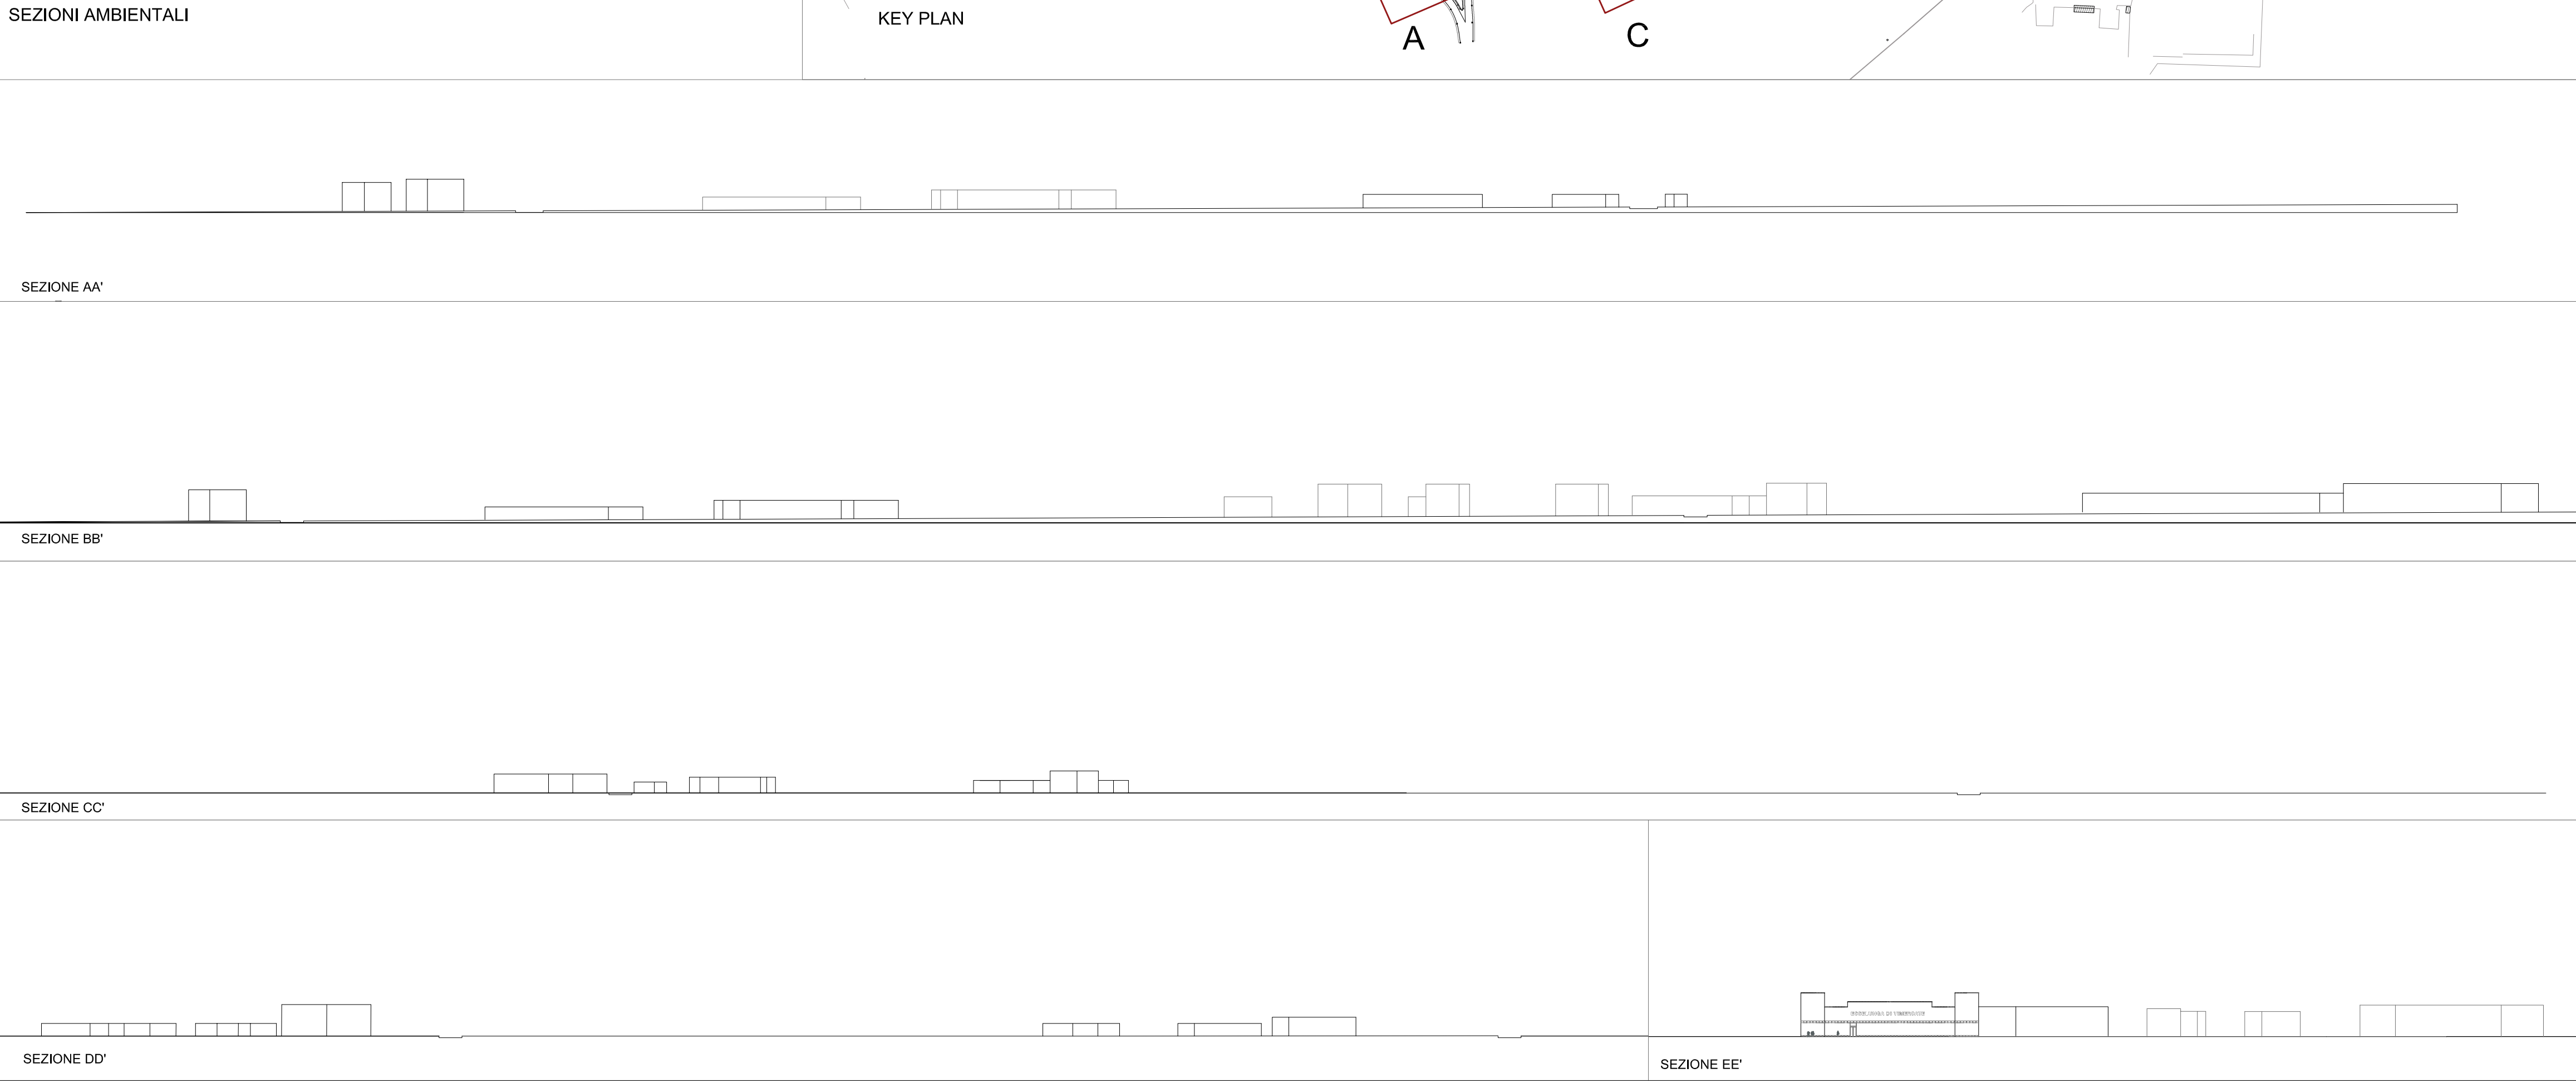 SEZIONI AMBIENTALI
KEY PLAN
A
C
SEZIONE AA'
SEZIONE BB'
SEZIONE CC'
SEZIONE DD'
SEZIONE EE'